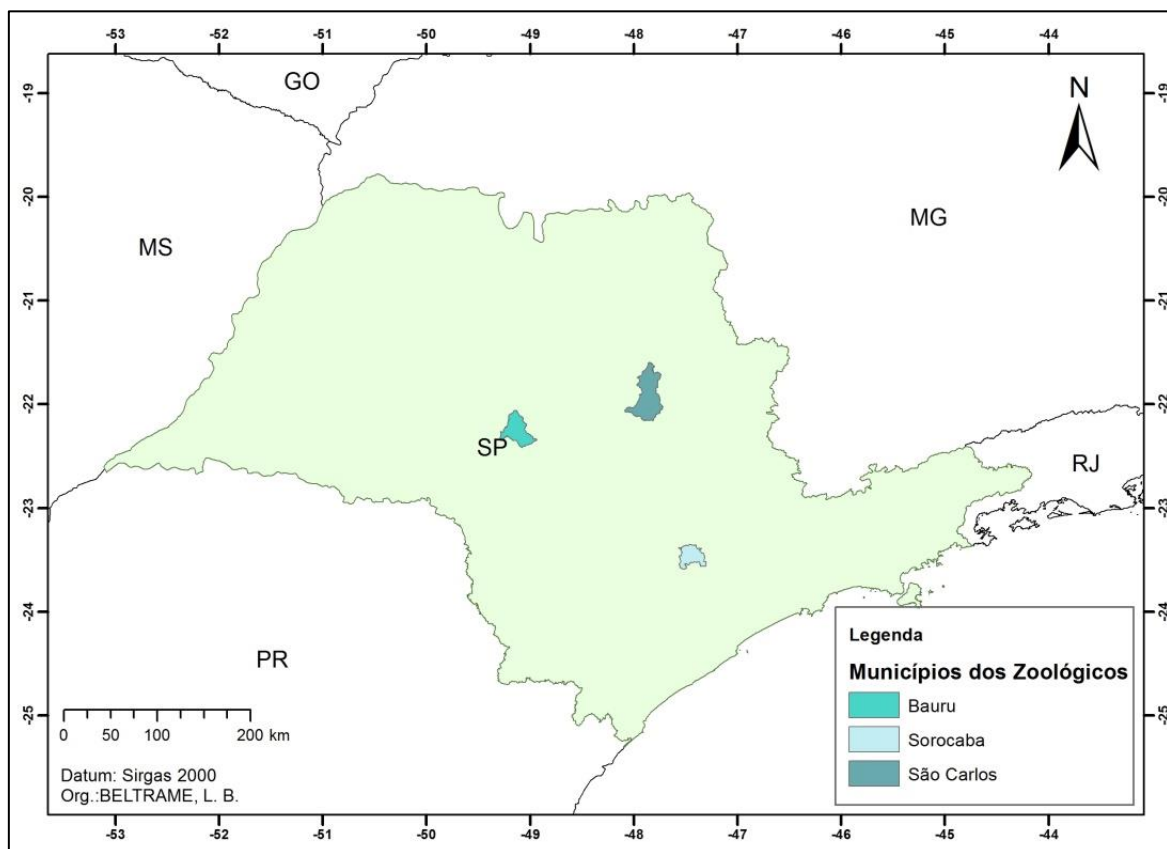 -53 -52 -51 -50 -49 -48 -47 -46 -45 -44
GO
-19 -19
N
-20 -20
MS
MG
-21 -21
-22 -22
SP
RJ
-23 -23
-24 -24
PR
Legenda
Municípios dos Zoológicos
Bauru
Sorocaba
São Carlos
-25 -25
0 50 100 200 km
Datum: Sirgas 2000
Org.:BELTRAME, L. B.
-53 -52 -51 -50 -49 -48 -47 -46 -45 -44